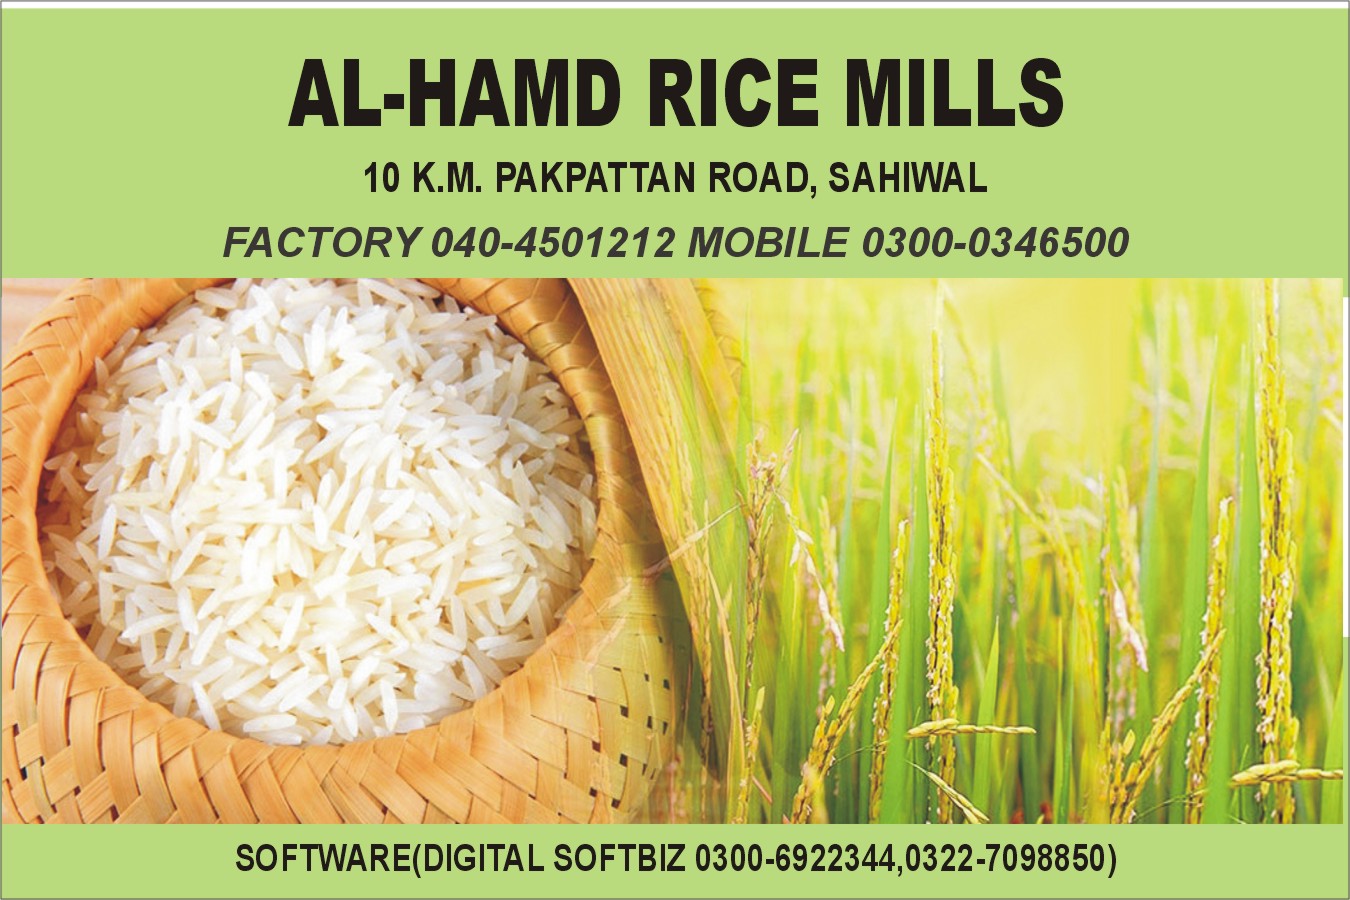 AL-HAMD RICE MILLS
10 K.M. PAKPATTAN ROAD, SAHIWAL
FACTORY 040-4501212 MOBILE 0300-0346500
SOFTWARE(DIGITAL SOFTBIZ 0300-6922344,0322-7098850)